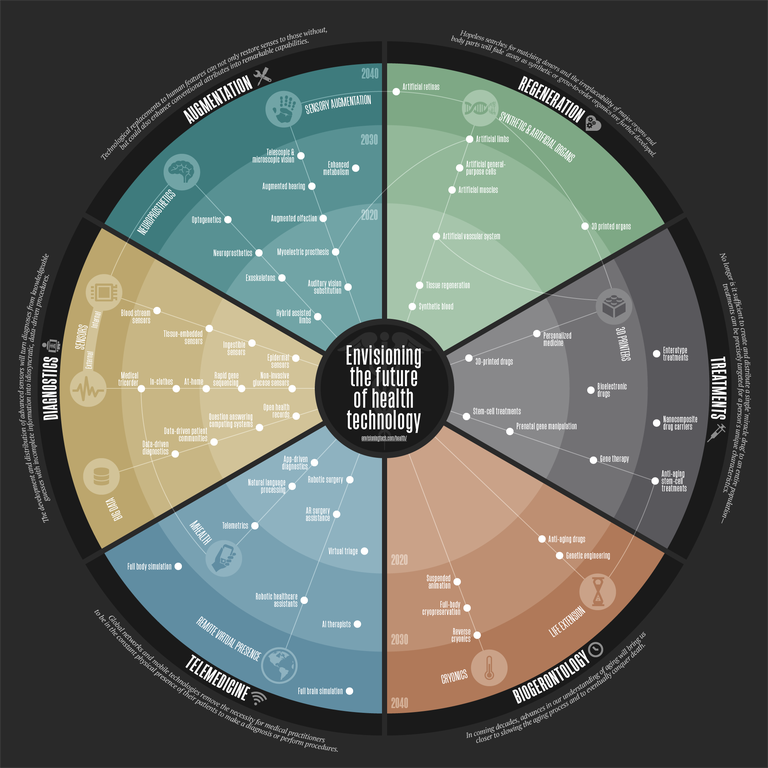 Envisioning
the future
of health
technology
envisioningtech.com/health/
AUGMENTATION
Technological replacements to human features can not only restore senses to those without,
but could also enhance conventional attributes into remarkable capabilities.
2040
2030
2020
SENSORY AUGMENTATION
NEUROPROSTHETICS
Telescopic &
microscopic vision
Enhanced
metabolism
Augmented hearing
Optogenetics
Augmented olfaction
Neuroprosthetics
Myoelectric prosthesis
Exoskeletons
Auditory vision
substitution
Hybrid assisted
limbs
REGENERATION
Hopeless searches for matching donors and the irreplacability of major organs and
body parts will fade away as synthetic or grown-to-order organics are further developed.
SYNTHETIC & ARTIFICIAL ORGANS
Artificial retinas
Artificial limbs
Artificial general-
purpose cells
Artificial muscles
3D printed organs
Artificial vascular system
Tissue regeneration
Synthetic blood
TREATMENTS
No longer is it sufficient to create and distribute a single miracle drug to an entire population –
treatments can be precisely targeted for a person's unique characteristics.
3D PRINTERS
Personalized
medicine
Enterotype
treatments
3D-printed drugs
Bioelectronic
drugs
Stem-cell treatments
Nanocomposite
drug carriers
Prenatal gene manipulation
Gene therapy
Anti-aging
stem-cell
treatments
BIOGERONTOLOGY
In coming decades, advances in our understanding of aging will bring us
closer to slowing the aging process and to eventually conquer death.
2020
2030
2040
LIFE EXTENSION
CRYONICS
Anti-aging drugs
Genetic engineering
Suspended
animation
Full-body
cryopreservation
Reverse
cryonics
TELEMEDICINE
Global networks and mobile technologies remove the necessity for medical practitioners
to be in the constant physical presence of their patients to make a diagnosis or perform procedures.
MHEALTH
REMOTE VIRTUAL PRESENCE
App-driven
diagnostics
Natural language
processing
Robotic surgery
AR surgery
assistance
Telemetrics
Virtual triage
Full body simulation
Robotic healthcare
assistants
AI therapists
Full brain simulation
DIAGNOSTICS
The development and distribution of advanced sensors will turn diagnoses from knowledgeable
guesses with incomplete information into idiosyncratic, data-driven procedures.
SENSORS
Internal
External
BIG DATA
Blood stream
sensors
Tissue-embedded
sensors
Ingestible
sensors
Epidermal
sensors
Medical
tricorder
In-clothes
At-home
Rapid gene
sequencing
Non-invasive
glucose sensors
Open health
records
Question answering
computing systems
Data-driven patient
communities
Data-driven
diagnostics